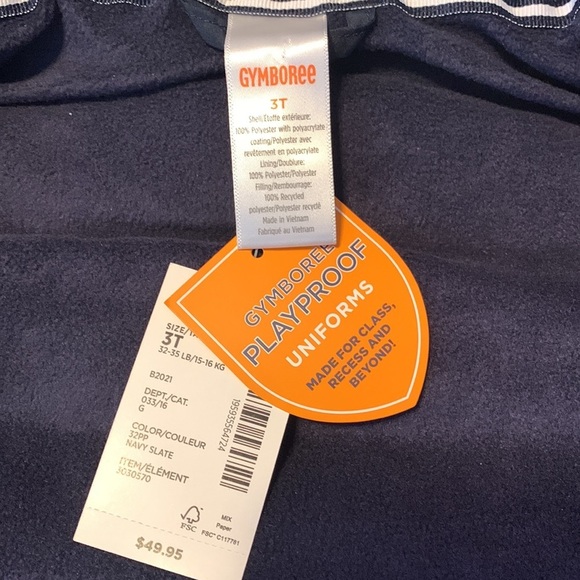 GYMBOREE
3T
Shell/Étoffe extérieure:
100% Polyester with polyacrylate
coating/Polyester avec
revêtement en polyacrylate
Lining/Doublure:
100% Polyester/Polyester
Filling/Rembourrage:
100% Recycled
polyester/Polyester recyclé
Made in Vietnam
Fabriqué au Vietnam
GYMBOREE
PLAYPROOF
UNIFORMS
MADE FOR CLASS,
RECESS AND
BEYOND!
3T
32-35 LB/15-16 KG
B2021
DEPT./CAT.
033/16
G
COLOR/COULEUR
32PP
NAVY SLATE
ITEM/ÉLÉMENT
3030570
195935564724
FSC
MIX
Paper
FSC® C117791
$49.95